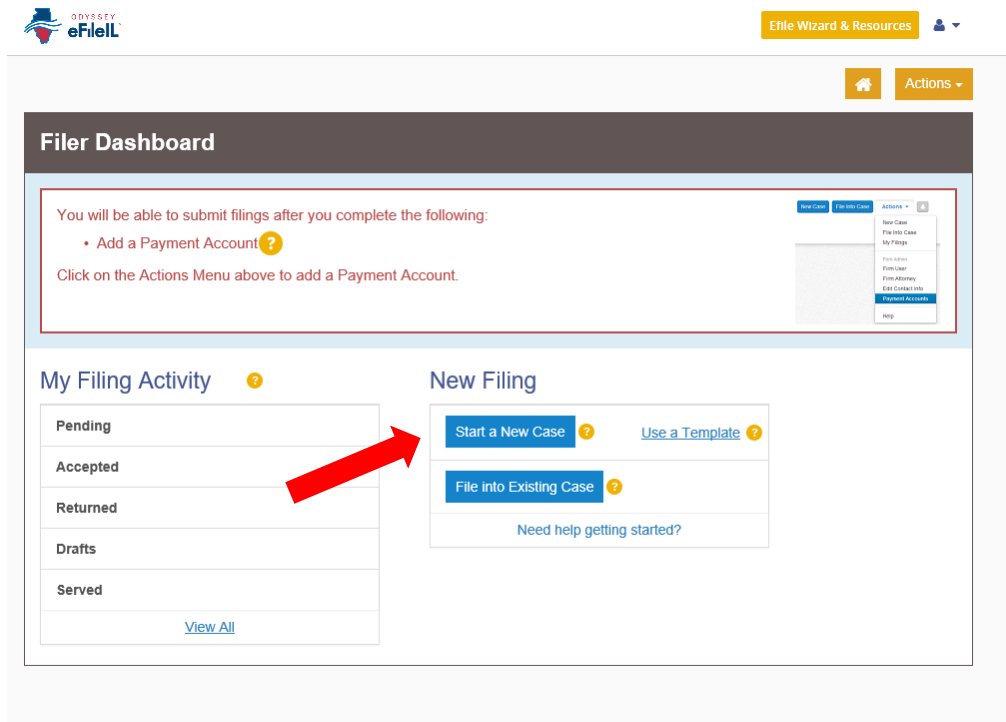 ODYSSEY
eFileIL
Efile Wizard & Resources
Actions
Filer Dashboard
You will be able to submit filings after you complete the following:
• Add a Payment Account ?
Click on the Actions Menu above to add a Payment Account.
New Case File Into Case Actions
New Case
File Into Case
My Filings
Firm Admin
Firm User
Firm Attorney
Edit Contact Info
Payment Accounts
Help
My Filing Activity ?
Pending
Accepted
Returned
Drafts
Served
View All
New Filing
Start a New Case ? Use a Template ?
File into Existing Case ?
Need help getting started?